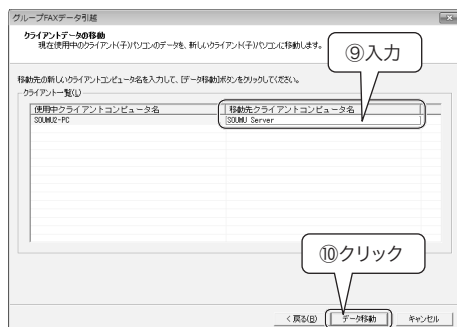 グループFAXデータ引越
クライアントデータの移動
現在使用中のクライアント(子)パソコンのデータを、新しいクライアント(子)パソコンに移動します。
⑨入力
移動先の新しいクライアントコンピュータ名を入力して、[データ移動]ボタンをクリックしてください。
クライアント一覧(L)
使用中クライアントコンピュータ名 移動先クライアントコンピュータ名
SOUMU2-PC SOUMU Server
⑩クリック
< 戻る(B) データ移動 キャンセル